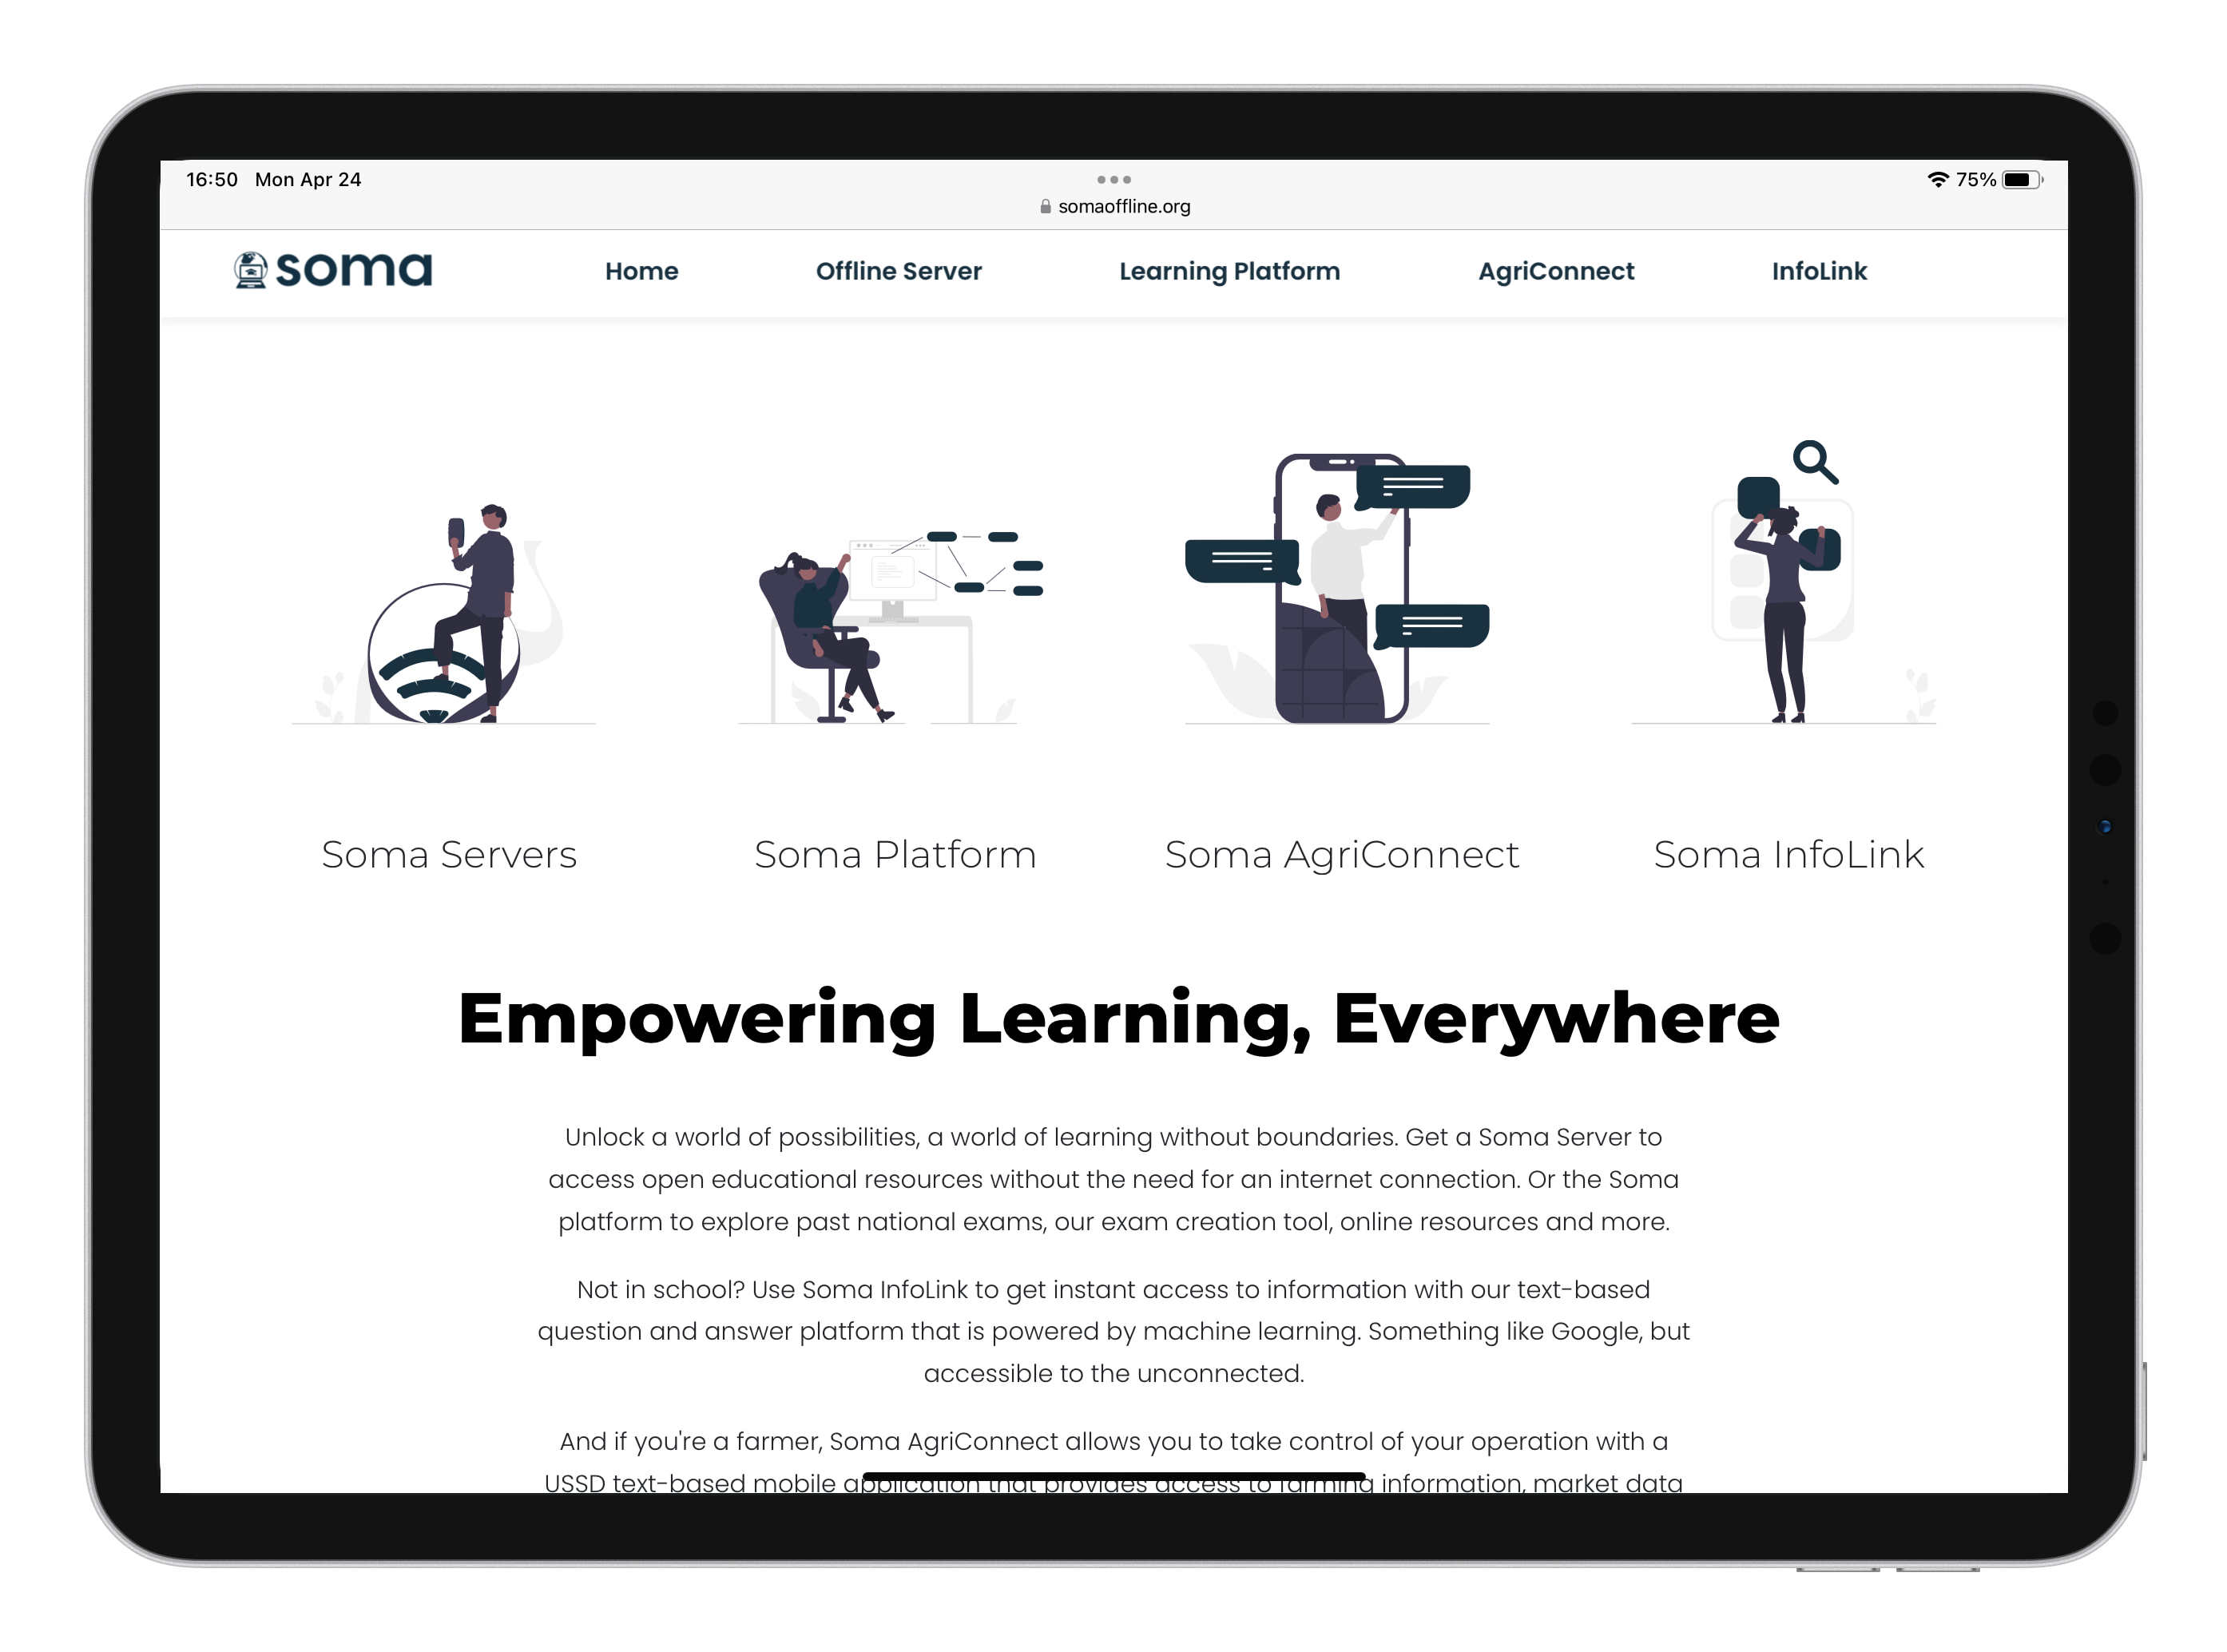 16:50 Mon Apr 24
75%
somaoffline.org
soma
Home
Offline Server
Learning Platform
AgriConnect
InfoLink
Soma Servers
Soma Platform
Soma AgriConnect
Soma InfoLink
Empowering Learning, Everywhere
Unlock a world of possibilities, a world of learning without boundaries. Get a Soma Server to
access open educational resources without the need for an internet connection. Or the Soma
platform to explore past national exams, our exam creation tool, online resources and more.
Not in school? Use Soma InfoLink to get instant access to information with our text-based
question and answer platform that is powered by machine learning. Something like Google, but
accessible to the unconnected.
And if you're a farmer, Soma AgriConnect allows you to take control of your operation with a
USSD text-based mobile application that provides access to farming information, market data